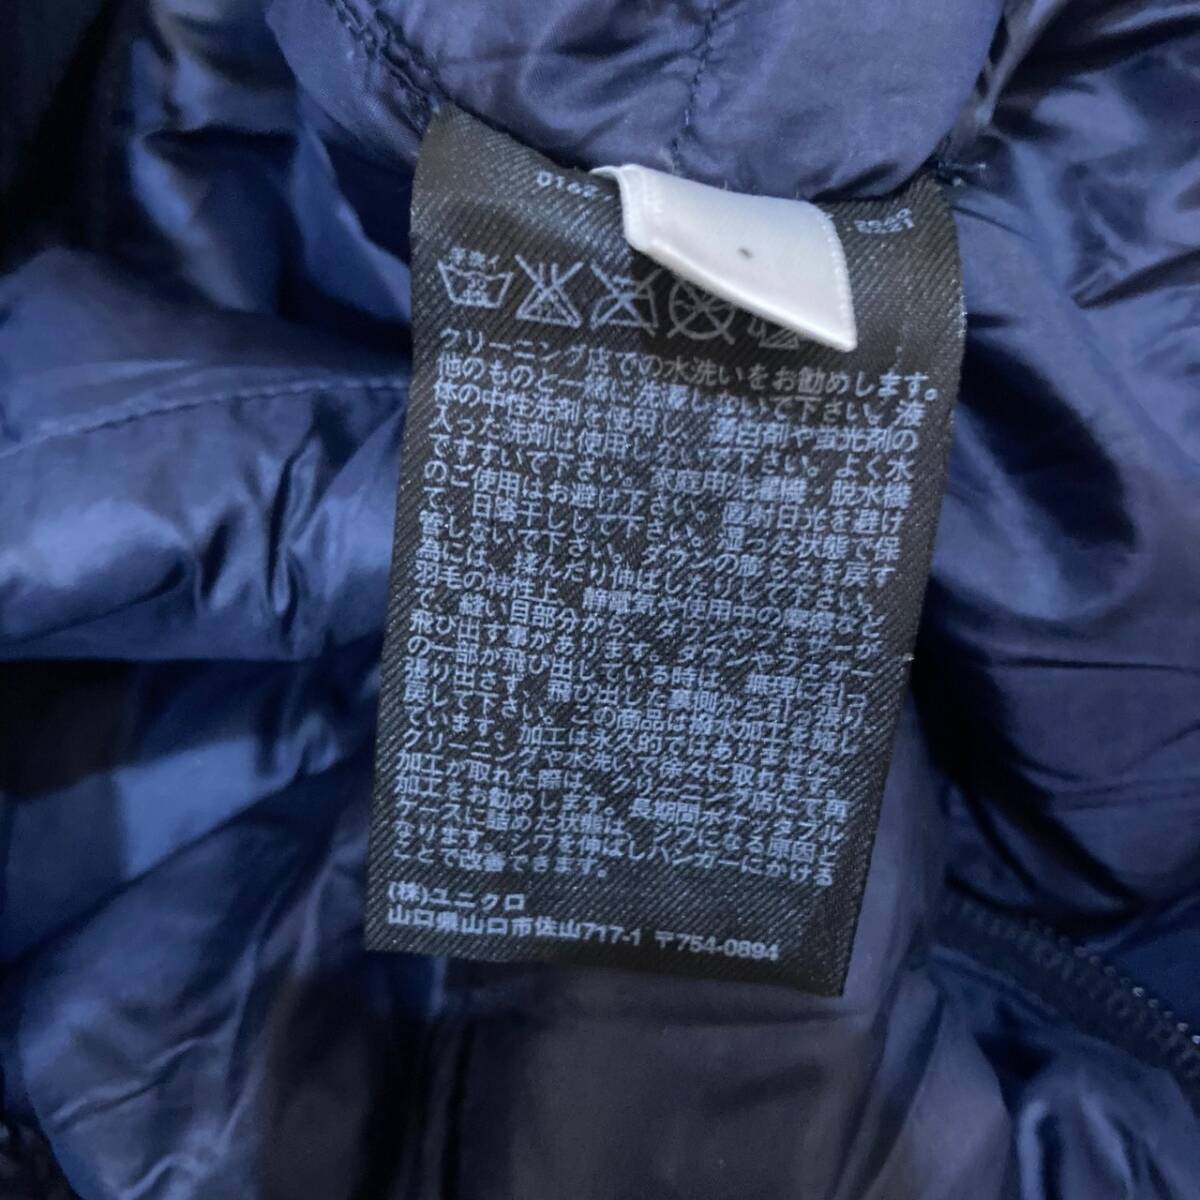 0162
手洗イ
クリーニング店での水洗いをお勧めします。
他のものと一緒に洗濯しないで下さい。液
体の中性洗剤を使用し、漂白剤や蛍光剤の
入った洗剤は使用しないで下さい。よく水
ですすいで下さい。家庭用洗濯機・脱水機
のご使用はお避け下さい。直射日光を避け
て、日陰干しして下さい。湿った状態で保
管しないで下さい。ダウンの膨らみを戻す
為には、揉んだり伸ばしたりして下さい。
羽毛の特性上、静電気や使用中の摩擦など
で、縫い目部分から、ダウンやフェザーが
飛び出す事があります。ダウンやフェザー
の一部が飛び出している時は、無理に引っ
張り出さず、飛び出した裏側から引っ張り
戻して下さい。この商品は撥水加工を施し
ています。加工は永久的ではありません。
クリーニングや水洗いで徐々に取れます。
加工が取れた際は、クリーニング店にて再
加工をお勧めします。長期間ポケッタブル
ケースに詰めた状態は、シワになる原因と
なります。シワを伸ばしハンガーにかける
ことで改善できます。
(株)ユニクロ
山口県山口市佐山717-1 〒754-0894